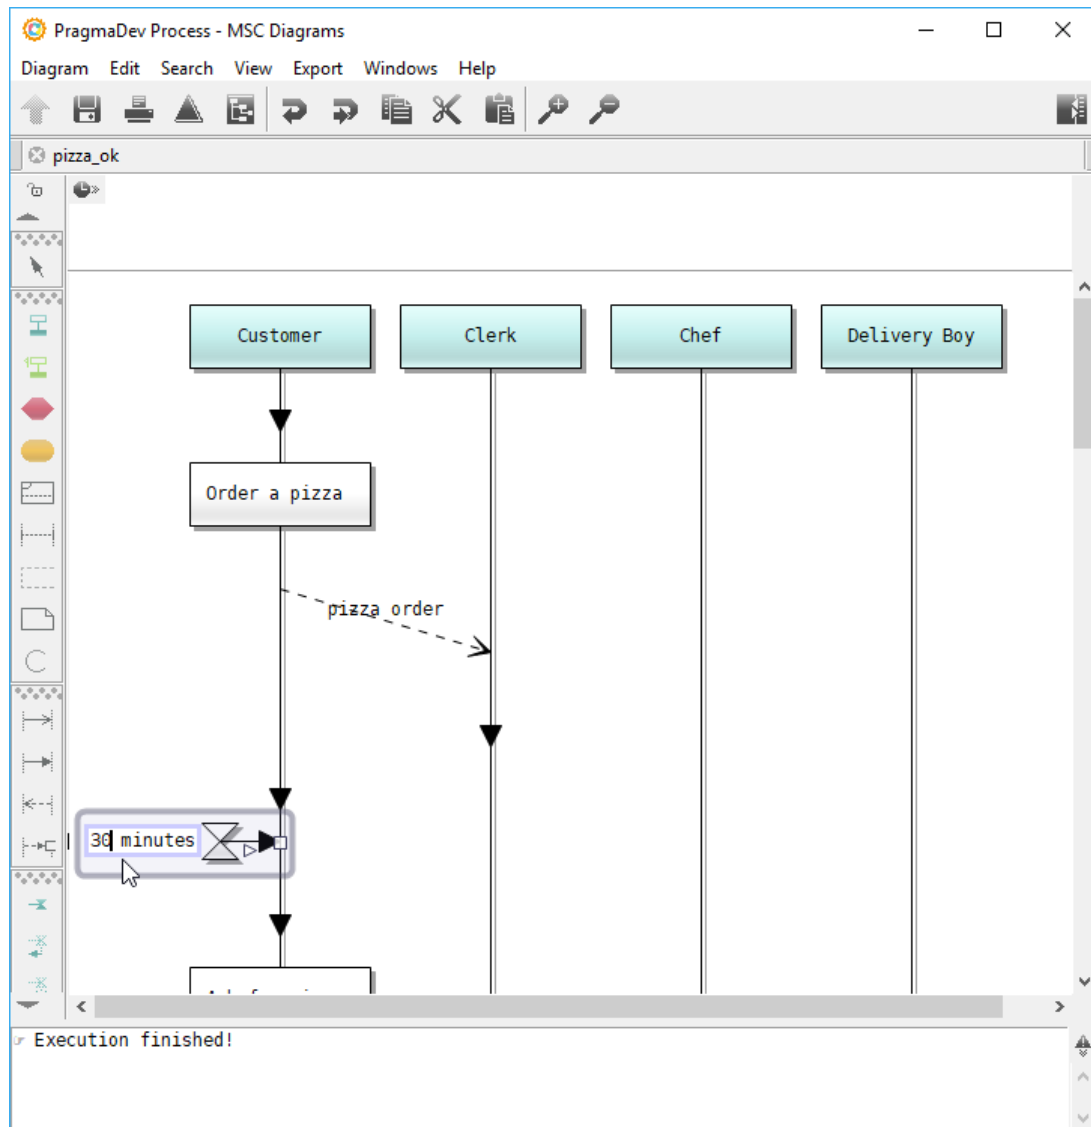 PragmaDev Process - MSC Diagrams
Diagram Edit Search View Export Windows Help
pizza_ok
Customer
Clerk
Chef
Delivery Boy
Order a pizza
pizza order
30 minutes
Execution finished!